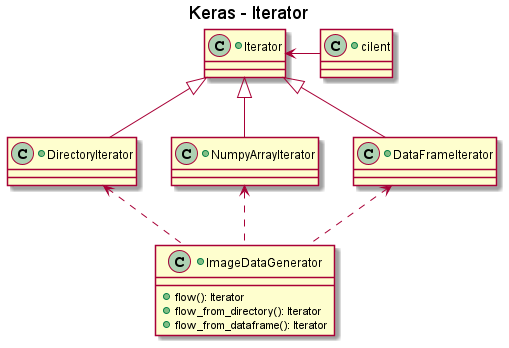 Keras - Iterator
C Iterator
C cilent
C DirectoryIterator
C NumpyArrayIterator
C DataFrameIterator
C ImageDataGenerator
flow(): Iterator
flow_from_directory(): Iterator
flow_from_dataframe(): Iterator